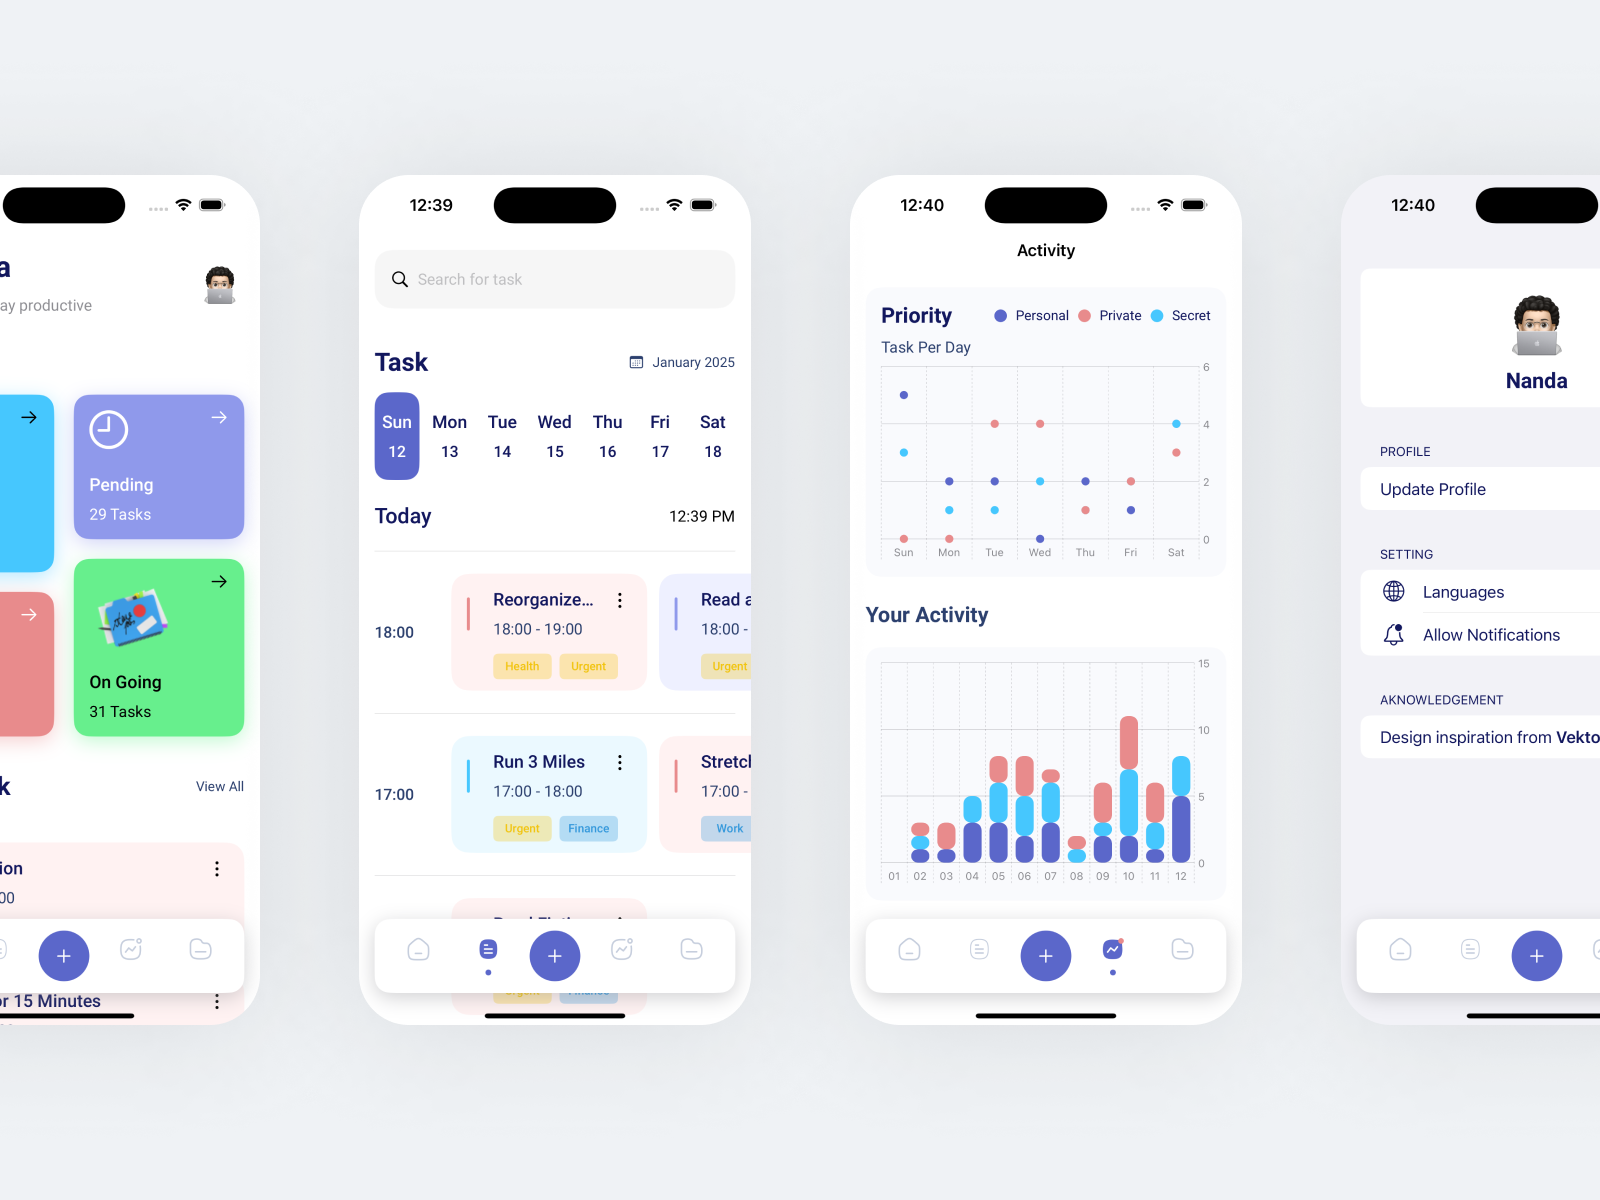 ay productive
Pending
29 Tasks
On Going
31 Tasks
View All
or 15 Minutes
12:39
Search for task
Task
January 2025
Sun Mon Tue Wed Thu Fri Sat
12 13 14 15 16 17 18
Today
12:39 PM
18:00
Reorganize...
18:00 - 19:00
Health Urgent
Read a
18:00 -
Urgent
17:00
Run 3 Miles
17:00 - 18:00
Urgent Finance
Stretch
17:00 -
Work
12:40
Activity
Priority
Personal Private Secret
Task Per Day
6
4
2
0
Sun Mon Tue Wed Thu Fri Sat
Your Activity
15
10
5
0
01 02 03 04 05 06 07 08 09 10 11 12
12:40
Nanda
PROFILE
Update Profile
SETTING
Languages
Allow Notifications
AKNOWLEDGEMENT
Design inspiration from Vekto